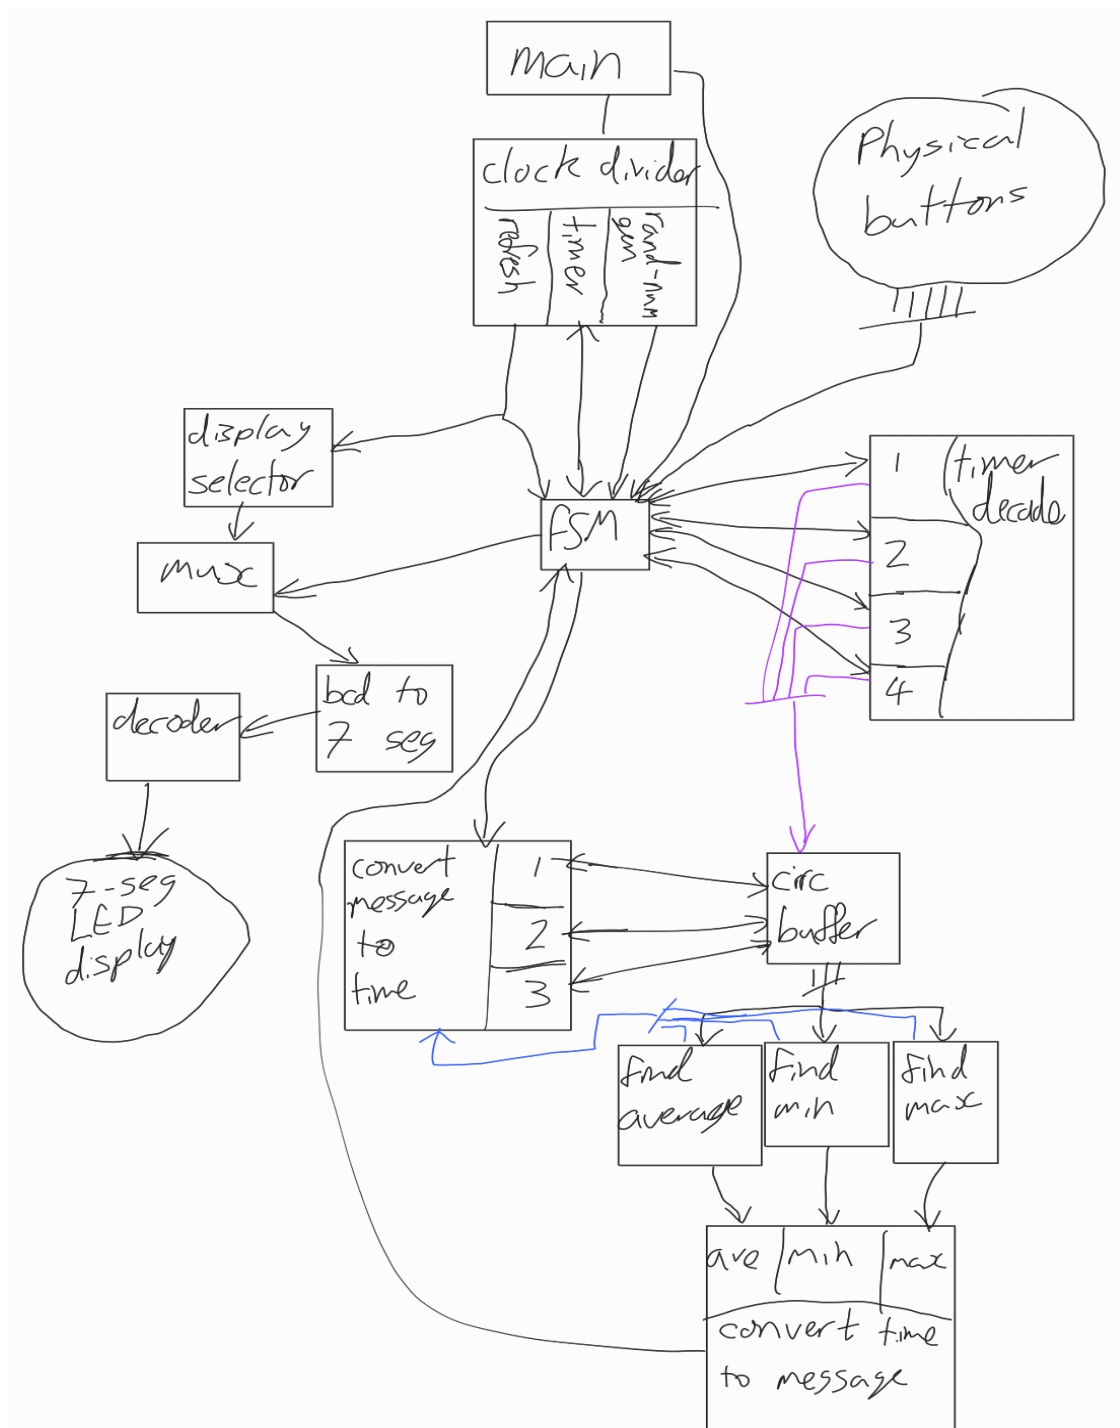 main
clock divider
refresh
timer
rand-num
gen
Physical
buttons
display
selector
FSM
1
timer
decade
2
3
4
mux
bcd to
7 seg
decoder
7-seg
LED
display
convert
message
to
time
1
2
3
circ
buffer
find
average
find
min
find
max
ave
min
max
convert time
to message